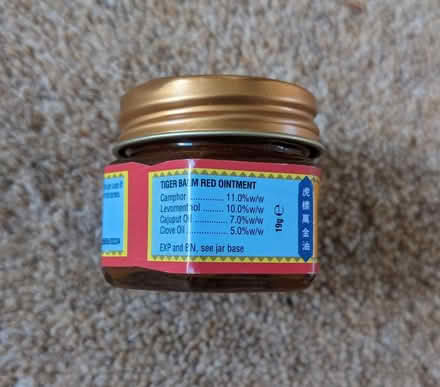 TIGER BALM RED OINTMENT
Camphor ............ 11.0%w/w
Levomenthol ........ 10.0%w/w
Cajuput Oil ............ 7.0%w/w
Clove Oil ............... 5.0%w/w
EXP and BN, see jar base
19g ℮
虎標萬金油